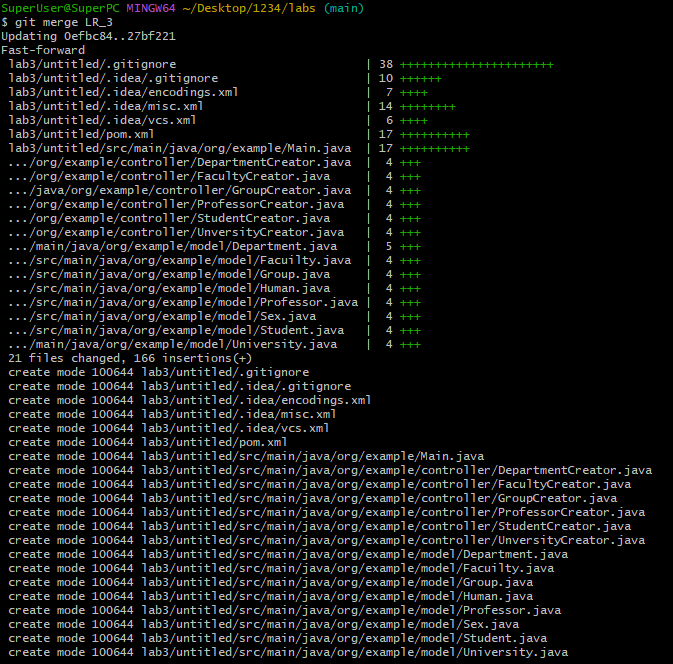 SuperUser@SuperPC MINGW64 ~/Desktop/1234/labs (main)
$ git merge LR_3
Updating 0efbc84..27bf221
Fast-forward
 lab3/untitled/.gitignore                           | 38 ++++++++++++++++++++++
 lab3/untitled/.idea/.gitignore                     | 10 ++++++
 lab3/untitled/.idea/encodings.xml                  |  7 ++++
 lab3/untitled/.idea/misc.xml                       | 14 ++++++++
 lab3/untitled/.idea/vcs.xml                        |  6 ++++
 lab3/untitled/pom.xml                              | 17 ++++++++++
 lab3/untitled/src/main/java/org/example/Main.java  | 17 ++++++++++
 .../org/example/controller/DepartmentCreator.java  |  4 +++
 .../org/example/controller/FacultyCreator.java     |  4 +++
 .../java/org/example/controller/GroupCreator.java  |  4 +++
 .../org/example/controller/ProfessorCreator.java   |  4 +++
 .../org/example/controller/StudentCreator.java     |  4 +++
 .../org/example/controller/UnversityCreator.java   |  4 +++
 .../main/java/org/example/model/Department.java    |  5 +++
 .../src/main/java/org/example/model/Facuilty.java  |  4 +++
 .../src/main/java/org/example/model/Group.java     |  4 +++
 .../src/main/java/org/example/model/Human.java     |  4 +++
 .../src/main/java/org/example/model/Professor.java |  4 +++
 .../src/main/java/org/example/model/Sex.java       |  4 +++
 .../src/main/java/org/example/model/Student.java   |  4 +++
 .../main/java/org/example/model/University.java    |  4 +++
 21 files changed, 166 insertions(+)
 create mode 100644 lab3/untitled/.gitignore
 create mode 100644 lab3/untitled/.idea/.gitignore
 create mode 100644 lab3/untitled/.idea/encodings.xml
 create mode 100644 lab3/untitled/.idea/misc.xml
 create mode 100644 lab3/untitled/.idea/vcs.xml
 create mode 100644 lab3/untitled/pom.xml
 create mode 100644 lab3/untitled/src/main/java/org/example/Main.java
 create mode 100644 lab3/untitled/src/main/java/org/example/controller/DepartmentCreator.java
 create mode 100644 lab3/untitled/src/main/java/org/example/controller/FacultyCreator.java
 create mode 100644 lab3/untitled/src/main/java/org/example/controller/GroupCreator.java
 create mode 100644 lab3/untitled/src/main/java/org/example/controller/ProfessorCreator.java
 create mode 100644 lab3/untitled/src/main/java/org/example/controller/StudentCreator.java
 create mode 100644 lab3/untitled/src/main/java/org/example/controller/UnversityCreator.java
 create mode 100644 lab3/untitled/src/main/java/org/example/model/Department.java
 create mode 100644 lab3/untitled/src/main/java/org/example/model/Facuilty.java
 create mode 100644 lab3/untitled/src/main/java/org/example/model/Group.java
 create mode 100644 lab3/untitled/src/main/java/org/example/model/Human.java
 create mode 100644 lab3/untitled/src/main/java/org/example/model/Professor.java
 create mode 100644 lab3/untitled/src/main/java/org/example/model/Sex.java
 create mode 100644 lab3/untitled/src/main/java/org/example/model/Student.java
 create mode 100644 lab3/untitled/src/main/java/org/example/model/University.java